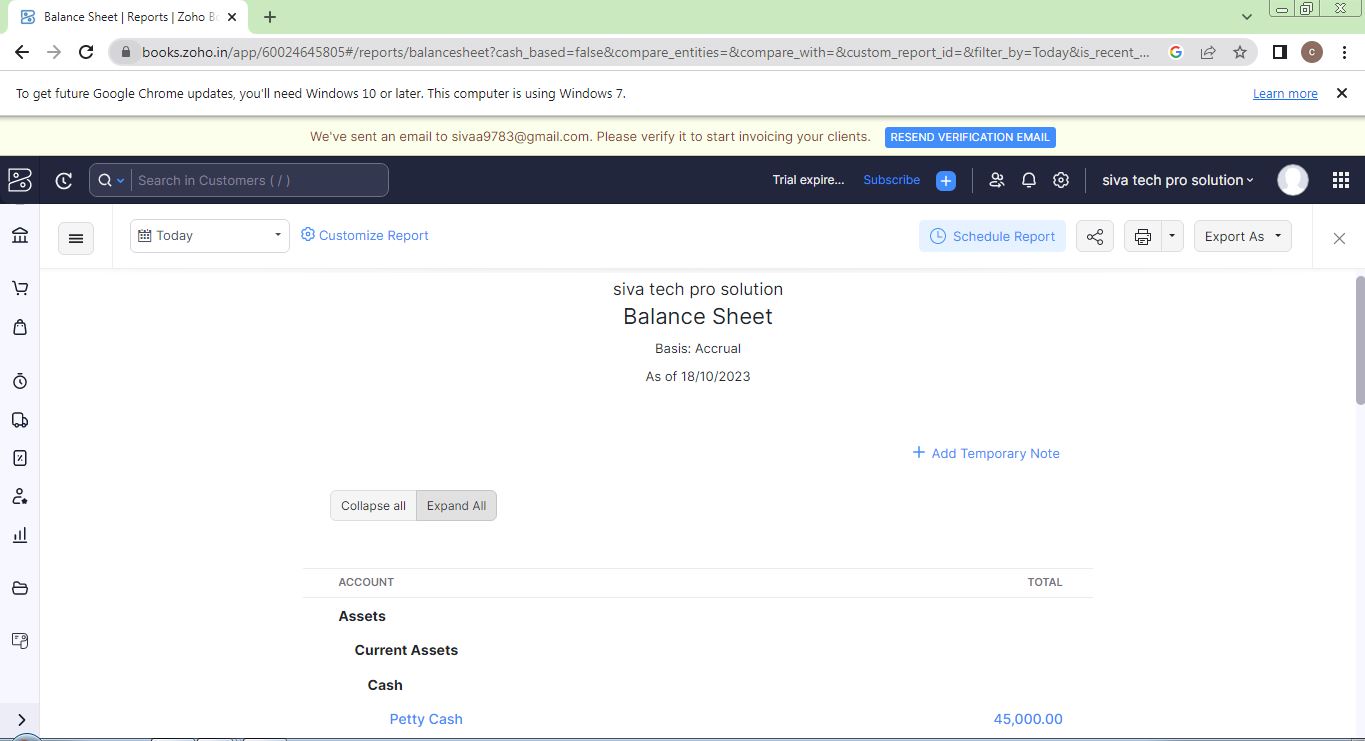 Balance Sheet | Reports | Zoho Bo
books.zoho.in/app/60024645805#/reports/balancesheet?cash_based=false&compare_entities=&compare_with=&custom_report_id=&filter_by=Today&is_recent_...
c
To get future Google Chrome updates, you'll need Windows 10 or later. This computer is using Windows 7.
Learn more
We've sent an email to sivaa9783@gmail.com. Please verify it to start invoicing your clients.
RESEND VERIFICATION EMAIL
Search in Customers ( / )
Trial expire...
Subscribe
siva tech pro solution
Today
Customize Report
Schedule Report
Export As
siva tech pro solution
Balance Sheet
Basis: Accrual
As of 18/10/2023
+ Add Temporary Note
Collapse all
Expand All
ACCOUNT TOTAL
Assets
Current Assets
Cash
Petty Cash 45,000.00